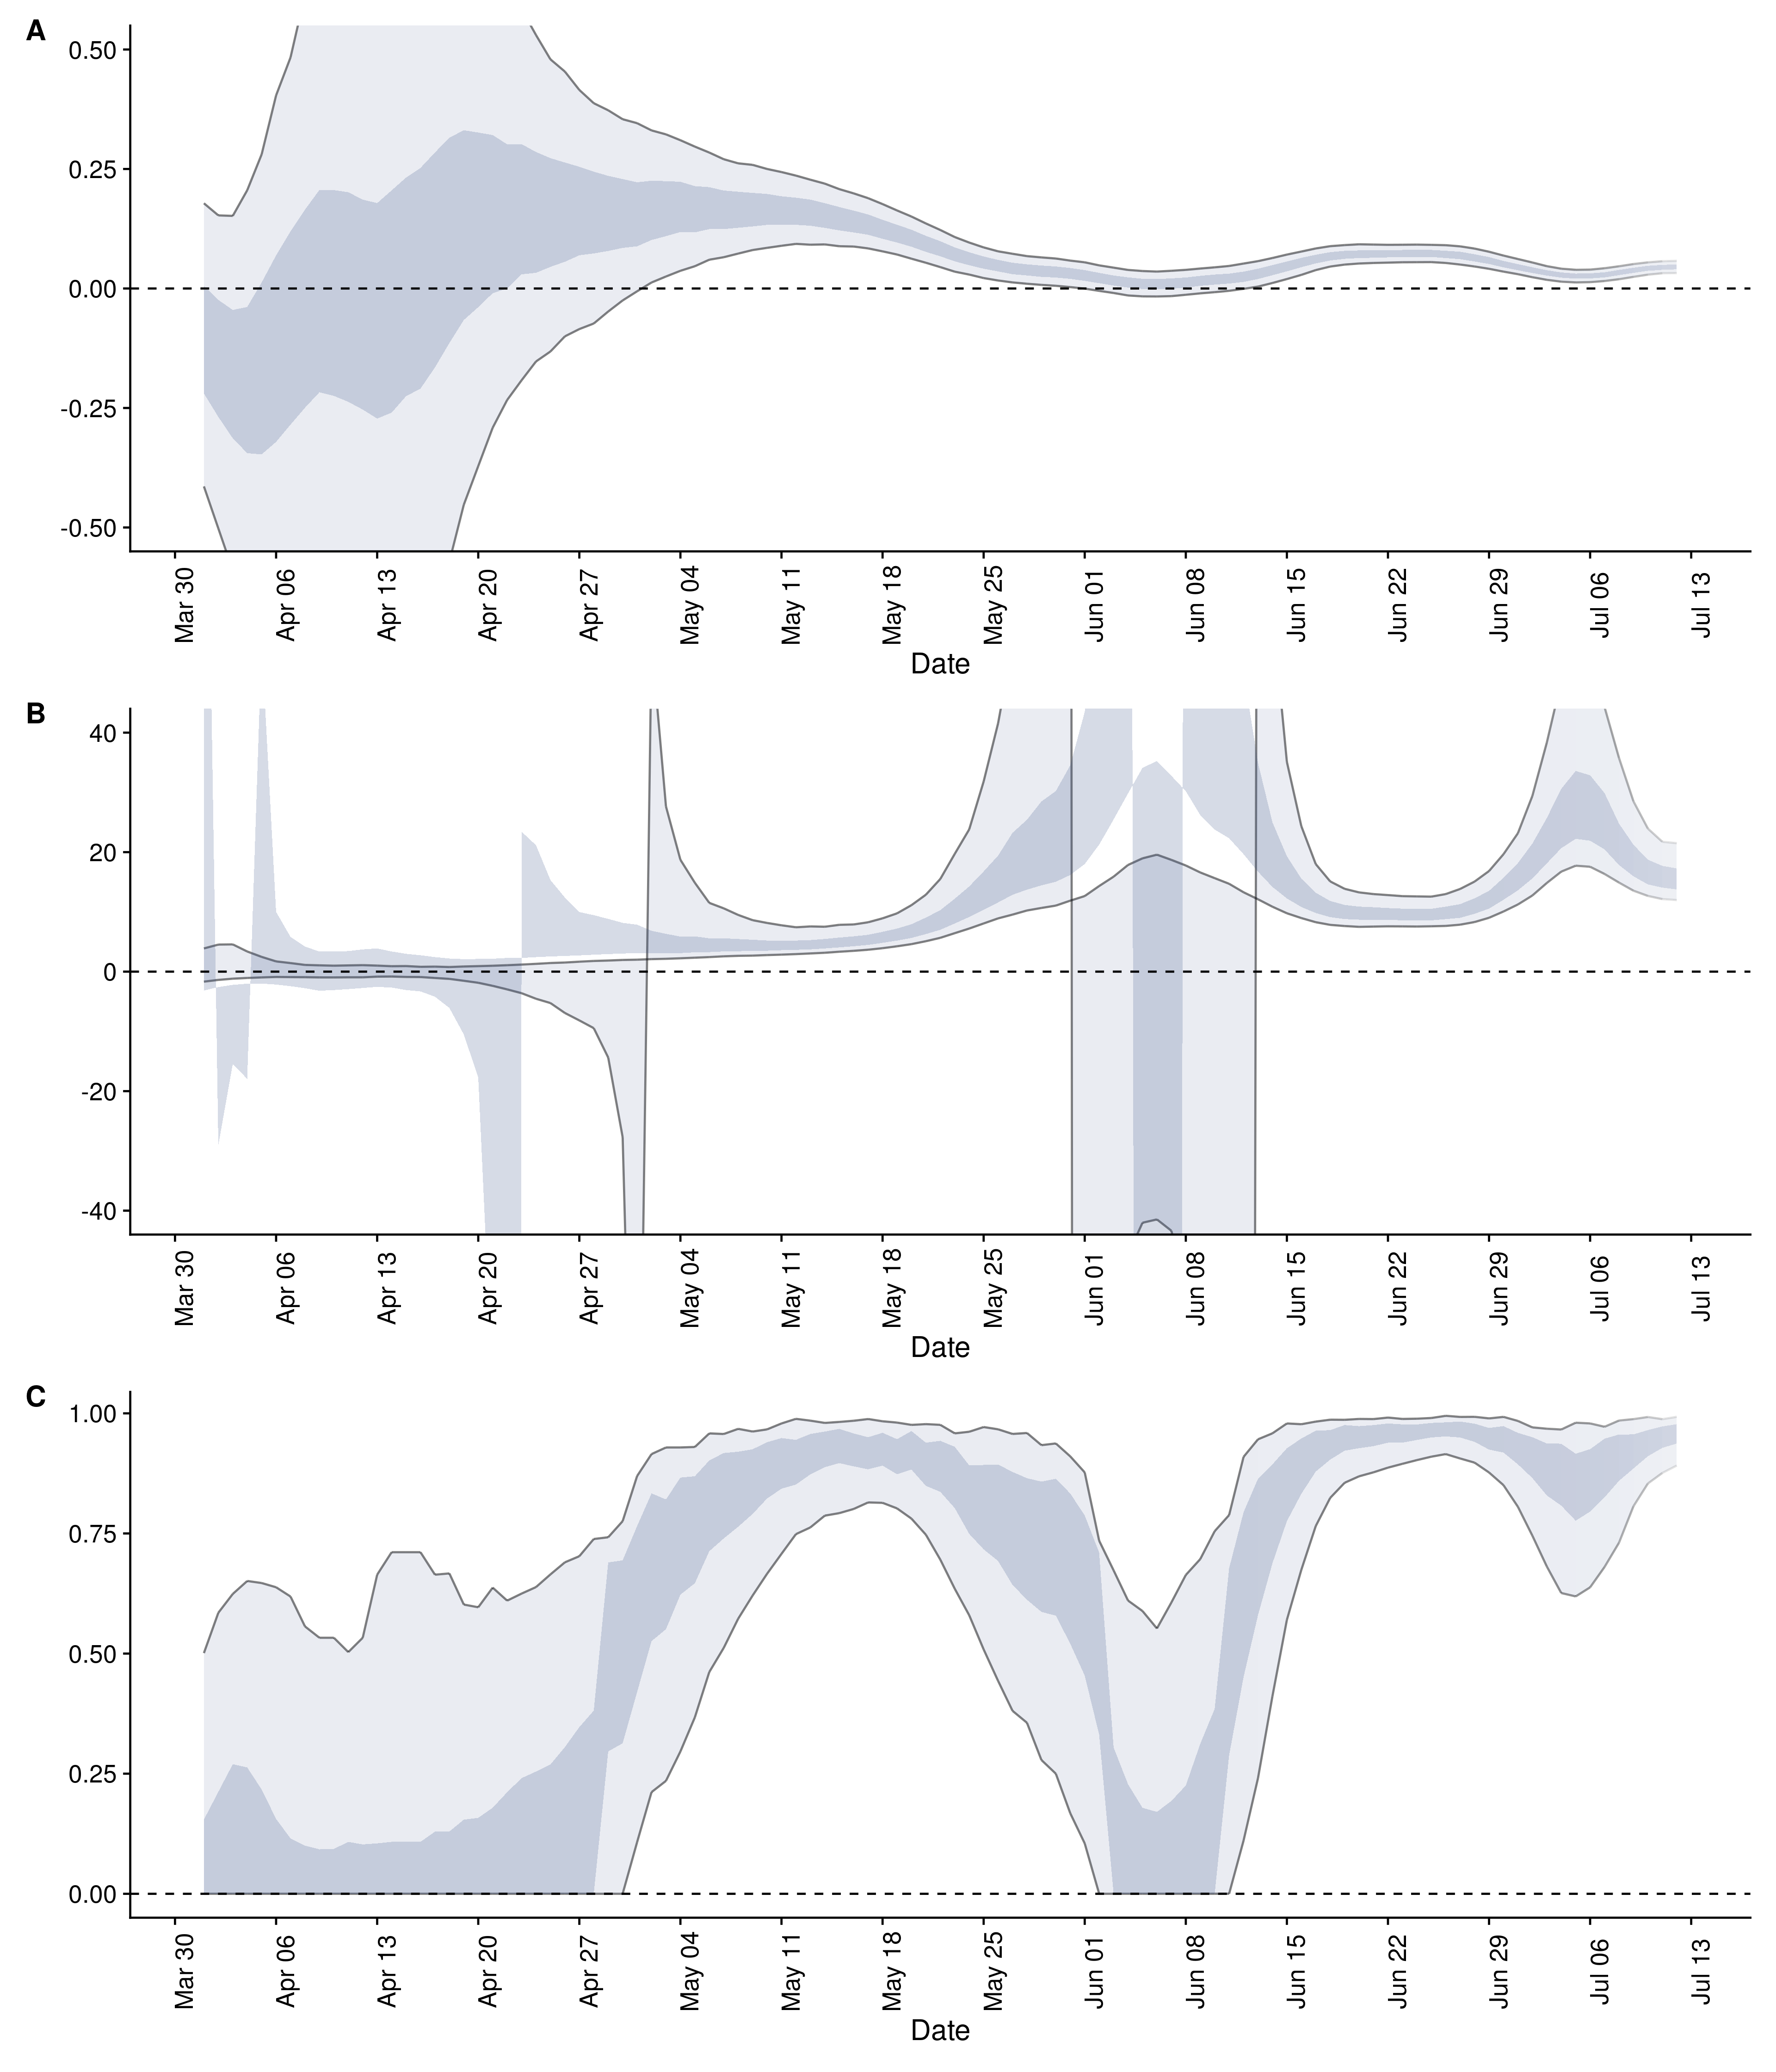 A
0.50
0.25
0.00
-0.25
-0.50
Mar 30
Apr 06
Apr 13
Apr 20
Apr 27
May 04
May 11
May 18
May 25
Jun 01
Jun 08
Jun 15
Jun 22
Jun 29
Jul 06
Jul 13
Date
B
40
20
0
-20
-40
Mar 30
Apr 06
Apr 13
Apr 20
Apr 27
May 04
May 11
May 18
May 25
Jun 01
Jun 08
Jun 15
Jun 22
Jun 29
Jul 06
Jul 13
Date
C
1.00
0.75
0.50
0.25
0.00
Mar 30
Apr 06
Apr 13
Apr 20
Apr 27
May 04
May 11
May 18
May 25
Jun 01
Jun 08
Jun 15
Jun 22
Jun 29
Jul 06
Jul 13
Date